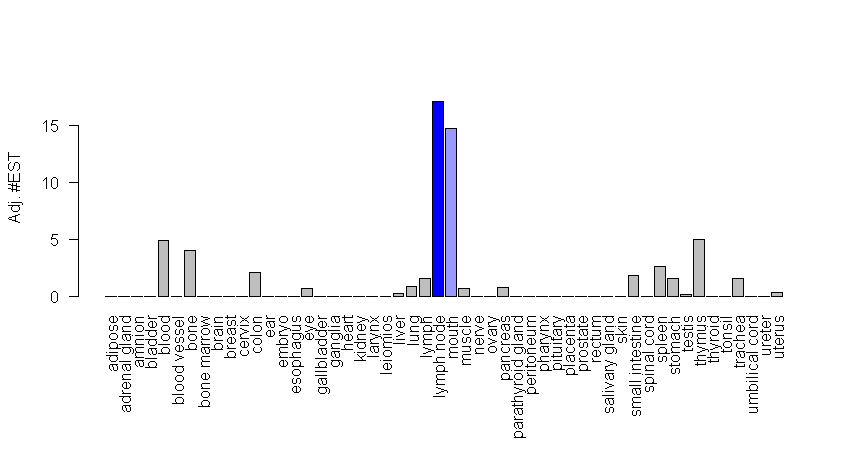 Adj. #EST
15
10
5
0
adipose
adrenal gland
amnion
bladder
blood
blood vessel
bone
bone marrow
brain
breast
cervix
colon
ear
embryo
esophagus
eye
gallbladder
ganglia
heart
kidney
larynx
leiomios
liver
lung
lymph
lymph node
mouth
muscle
nerve
ovary
pancreas
parathyroid gland
peritoneum
pharynx
pituitary
placenta
prostate
rectum
salivary gland
skin
small intestine
spinal cord
spleen
stomach
testis
thymus
thyroid
tonsil
trachea
umbilical cord
ureter
uterus